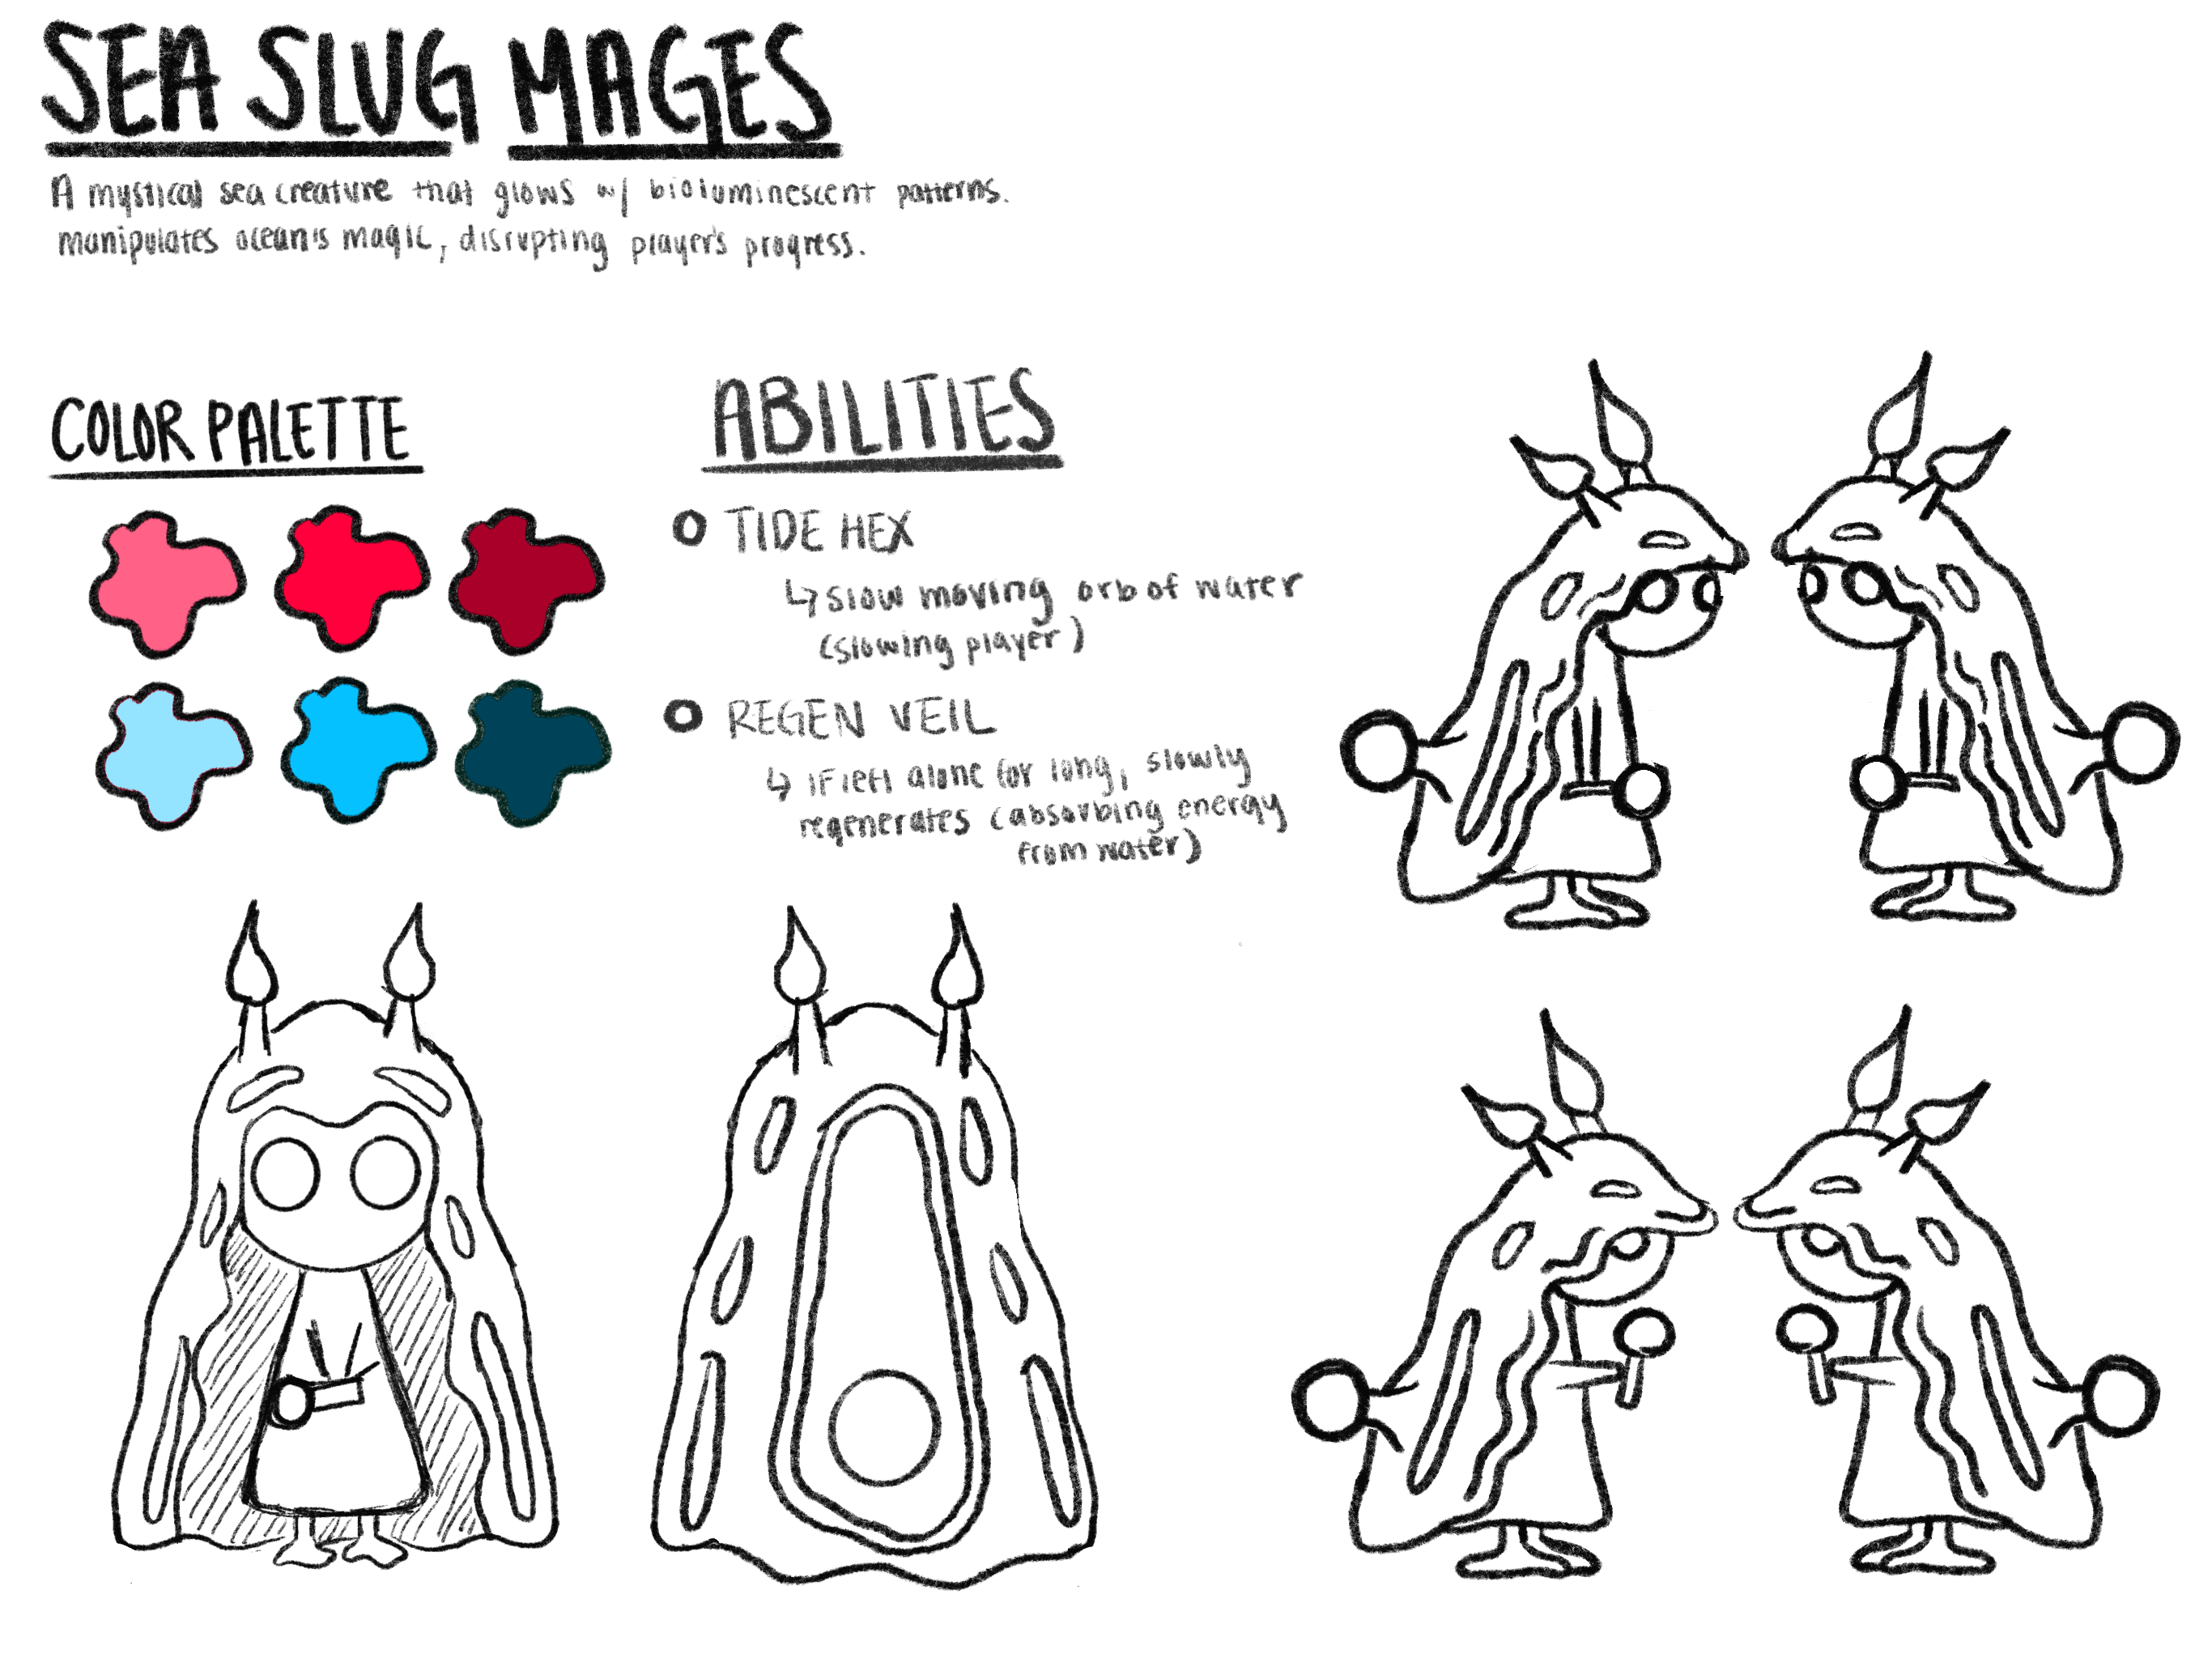 SEA SLUG MAGES
A mystical sea creature that glows w/ bioluminescent patterns.
manipulates ocean's magic, disrupting player's progress.
COLOR PALETTE
ABILITIES
O TIDE HEX
↳ slow moving orb of water
(slowing player)
O REGEN VEIL
↳ IF left alone for long, slowly
regenerates (absorbing energy
from water)